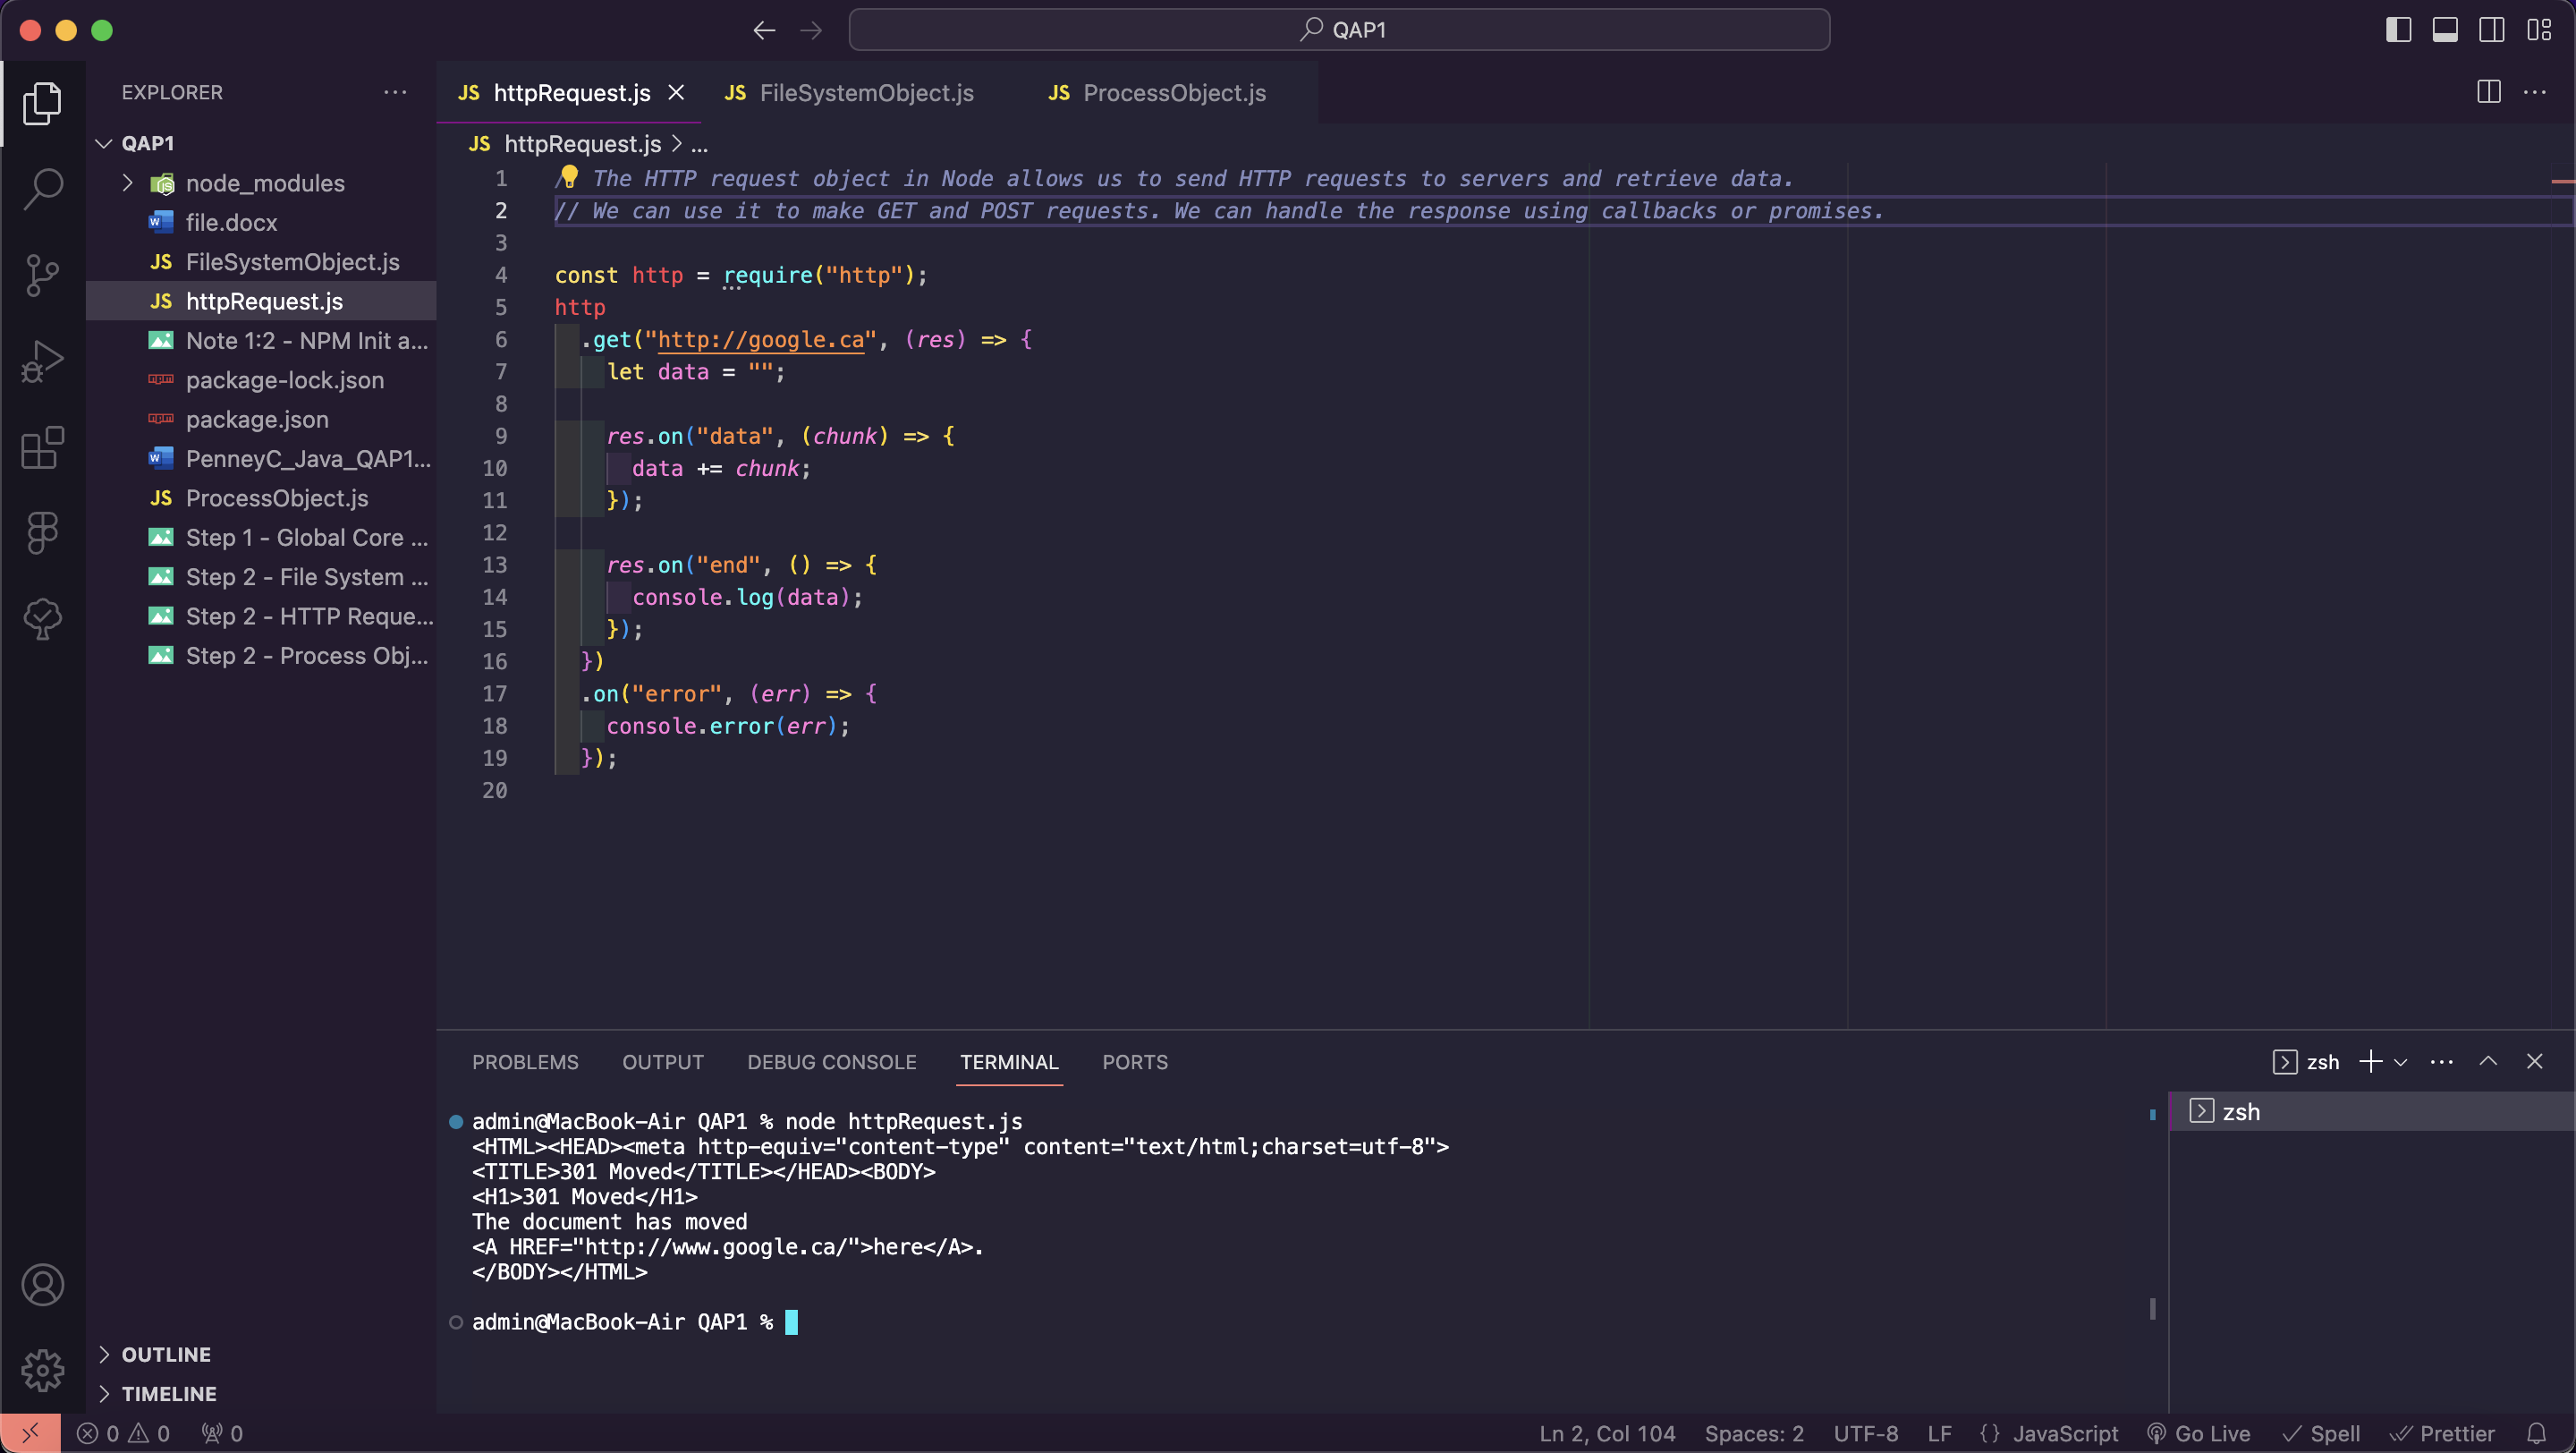 QAP1
EXPLORER
QAP1
node_modules
file.docx
JS FileSystemObject.js
JS httpRequest.js
Note 1:2 - NPM Init a...
package-lock.json
package.json
PenneyC_Java_QAP1...
JS ProcessObject.js
Step 1 - Global Core ...
Step 2 - File System ...
Step 2 - HTTP Reque...
Step 2 - Process Obj...
OUTLINE
TIMELINE
JS httpRequest.js JS FileSystemObject.js JS ProcessObject.js
JS httpRequest.js > ...
1 / The HTTP request object in Node allows us to send HTTP requests to servers and retrieve data.
2 // We can use it to make GET and POST requests. We can handle the response using callbacks or promises.
3
4 const http = require("http");
5 http
6 .get("http://google.ca", (res) => {
7 let data = "";
8
9 res.on("data", (chunk) => {
10 data += chunk;
11 });
12
13 res.on("end", () => {
14 console.log(data);
15 });
16 })
17 .on("error", (err) => {
18 console.error(err);
19 });
20
PROBLEMS OUTPUT DEBUG CONSOLE TERMINAL PORTS
zsh
admin@MacBook-Air QAP1 % node httpRequest.js
<HTML><HEAD><meta http-equiv="content-type" content="text/html;charset=utf-8">
<TITLE>301 Moved</TITLE></HEAD><BODY>
<H1>301 Moved</H1>
The document has moved
<A HREF="http://www.google.ca/">here</A>.
</BODY></HTML>
admin@MacBook-Air QAP1 %
zsh
0 0 0
Ln 2, Col 104 Spaces: 2 UTF-8 LF {} JavaScript Go Live Spell Prettier